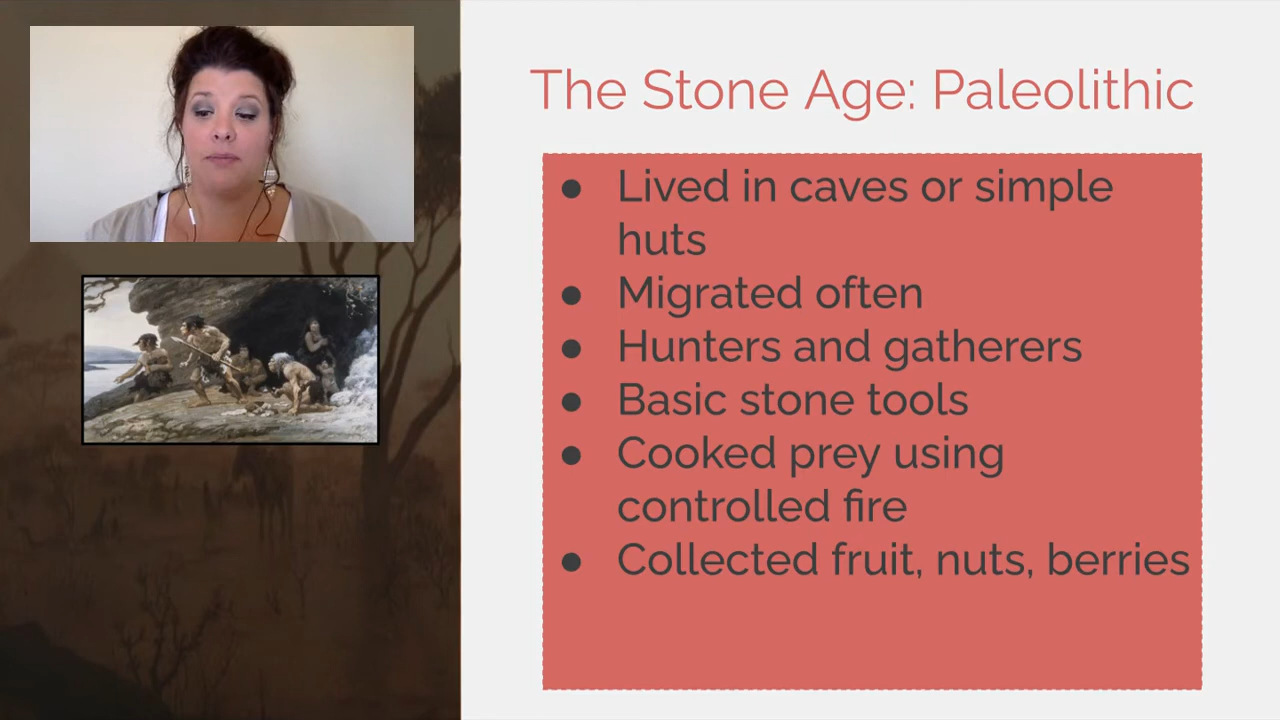 The Stone Age: Paleolithic
● Lived in caves or simple
huts
● Migrated often
● Hunters and gatherers
● Basic stone tools
● Cooked prey using
controlled fire
● Collected fruit, nuts, berries